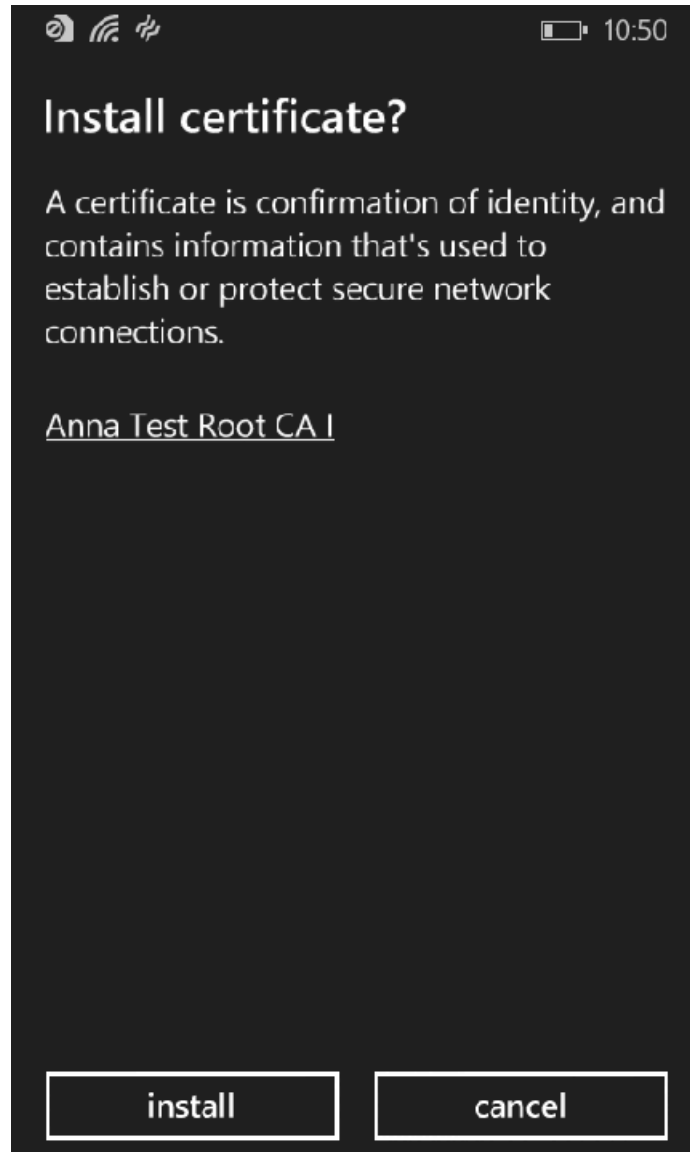 10:50
Install certificate?
A certificate is confirmation of identity, and
contains information that's used to
establish or protect secure network
connections.
Anna Test Root CA I
install
cancel